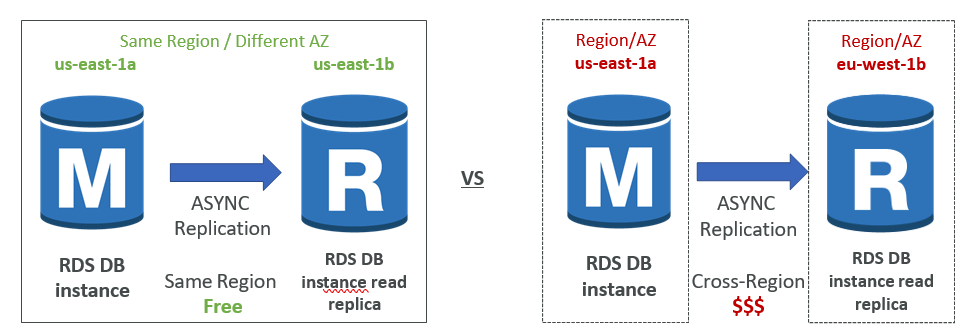 Same Region / Different AZ
us-east-1a
us-east-1b
M
R
ASYNC
Replication
RDS DB
instance
Same Region
Free
RDS DB
instance read
replica
VS
Region/AZ
us-east-1a
Region/AZ
eu-west-1b
M
R
ASYNC
Replication
RDS DB
instance
Cross-Region
$$$
RDS DB
instance read
replica